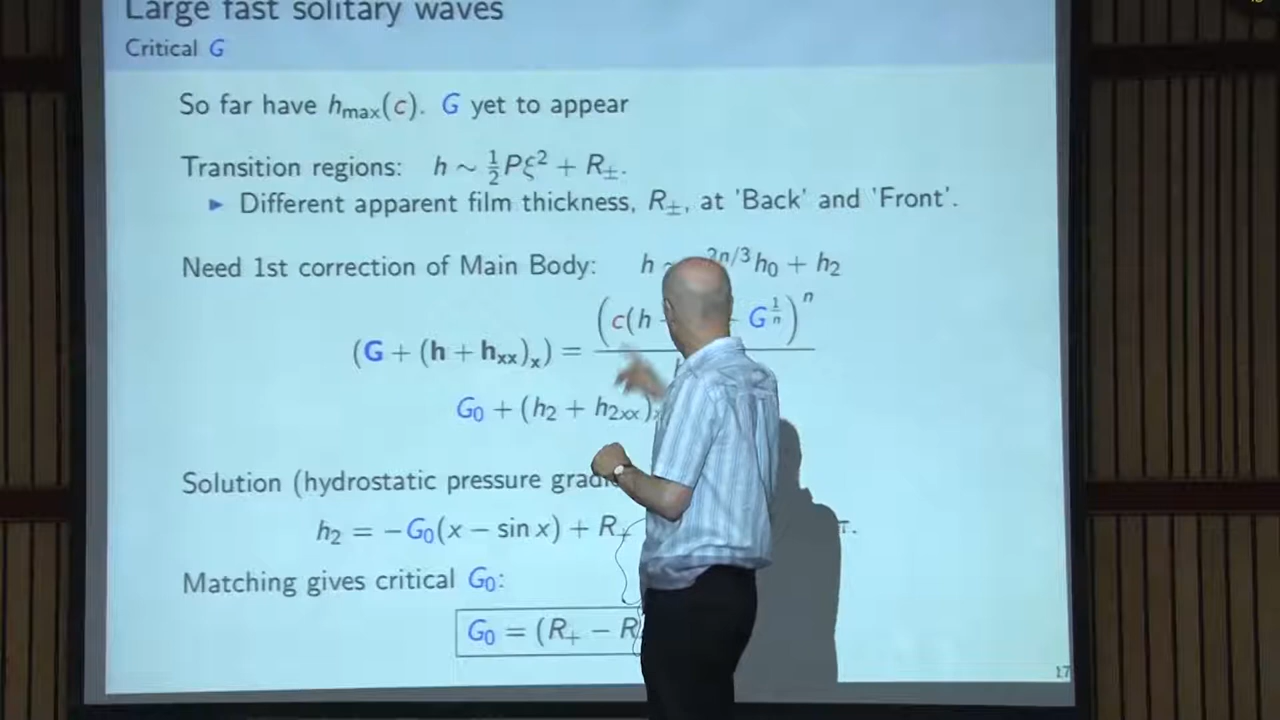 Large fast solitary waves
Critical G
So far have hₘₐₓ(c). G yet to appear
Transition regions: h ∼ ½Pξ² + R±.
▶ Different apparent film thickness, R±, at 'Back' and 'Front'.
Need 1st correction of Main Body: h 2n/3 h₀ + h₂
(G + (h + hₓₓ)ₓ) = (c(h G^{1/n})ⁿ
G₀ + (h₂ + h₂ₓₓ)
Solution (hydrostatic pressure
h₂ = −G₀(x − sin x) + R₊ π.
Matching gives critical G₀:
G₀ = (R₊ − R
17